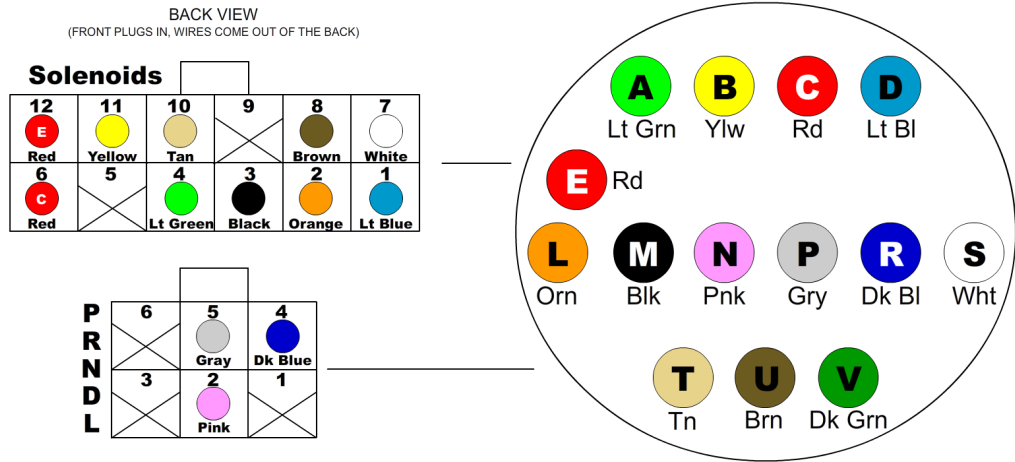 BACK VIEW
(FRONT PLUGS IN, WIRES COME OUT OF THE BACK)
Solenoids
12 11 10 9 8 7
E
Red Yellow Tan Brown White
6 5 4 3 2 1
C
Red Lt Green Black Orange Lt Blue
P
R
N
D
L
6 5 4
Gray Dk Blue
3 2 1
Pink
A B C D
Lt Grn Ylw Rd Lt Bl
E Rd
L M N P R S
Orn Blk Pnk Gry Dk Bl Wht
T U V
Tn Brn Dk Grn